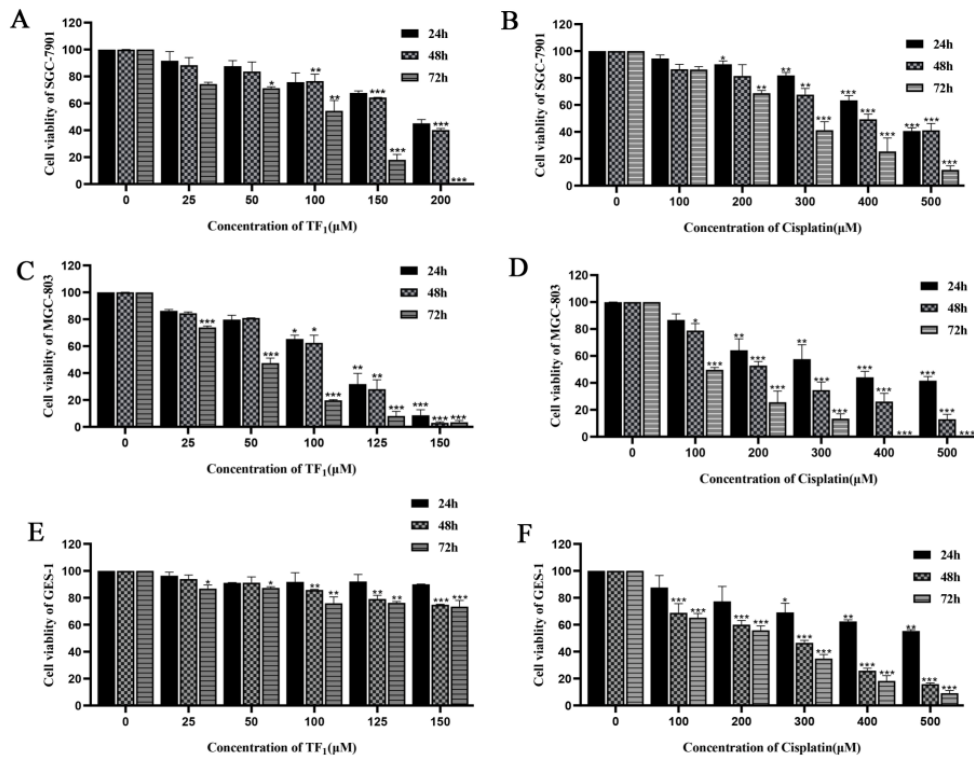 A
Cell viability of SGC-7901
120
100
80
60
40
20
0
24h
48h
72h
**
*
**
***
***
***
***
0 25 50 100 150 200
Concentration of TF1(μM)
B
Cell viability of SGC-7901
120
100
80
60
40
20
0
24h
48h
72h
*
**
**
**
***
***
***
***
*** ***
***
0 100 200 300 400 500
Concentration of Cisplatin(μM)
C
Cell viablity of MGC-803
120
100
80
60
40
20
0
24h
48h
72h
***
***
* *
***
** **
***
***
*** ***
0 25 50 100 125 150
Concentration of TF1(μM)
D
Cell viablity of MGC-803
120
100
80
60
40
20
0
24h
48h
72h
*
***
**
***
***
**
***
***
***
***
***
***
***
***
0 100 200 300 400 500
Concentration of Cisplatin(μM)
E
Cell viablity of GES-1
120
100
80
60
40
20
0
24h
48h
72h
*
*
**
**
**
**
*** ***
0 25 50 100 125 150
Concentration of TF1(μM)
F
Cell viablity of GES-1
120
100
80
60
40
20
0
24h
48h
72h
***
***
***
***
*
***
***
**
***
***
**
***
***
0 100 200 300 400 500
Concentration of Cisplatin(μM)